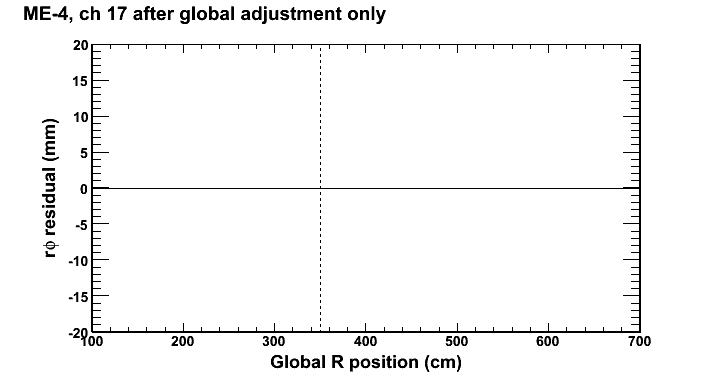 ME-4, ch 17 after global adjustment only
20
15
10
5
0
-5
-10
-15
-20
100 200 300 400 500 600 700
rϕ residual (mm)
Global R position (cm)